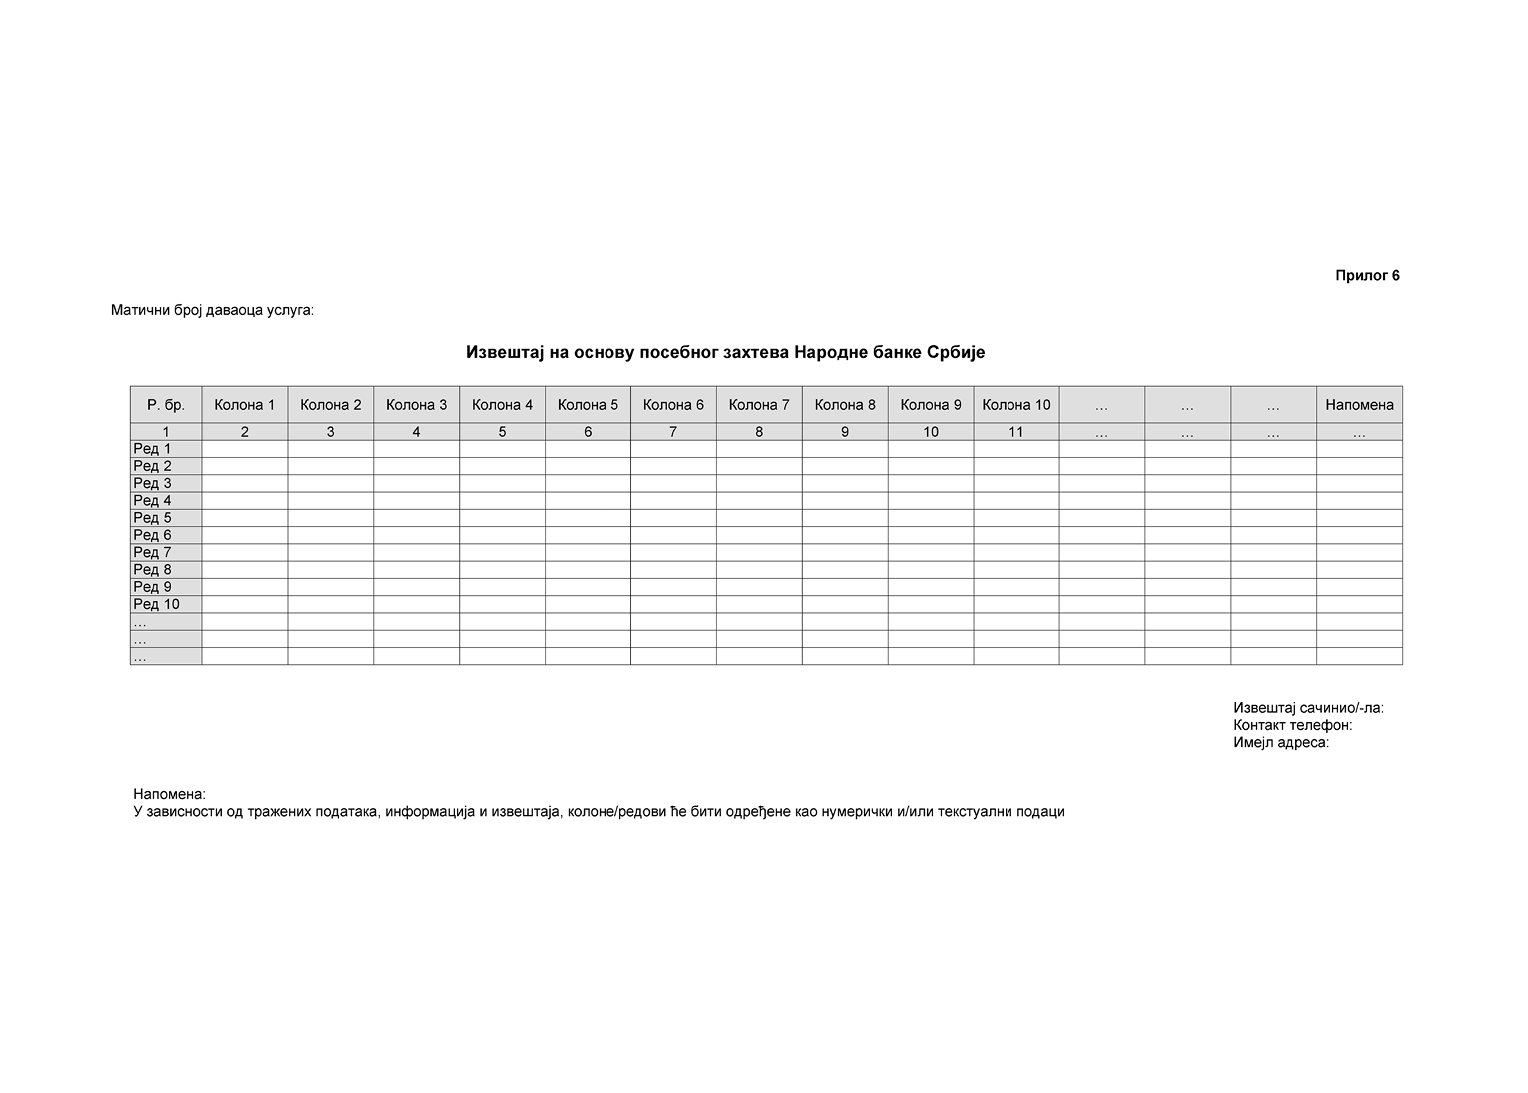 Прилог 6
Матични број даваоца услуга:
Извештај на основу посебног захтева Народне банке Србије
Р. бр. Колона 1 Колона 2 Колона 3 Колона 4 Колона 5 Колона 6 Колона 7 Колона 8 Колона 9 Колона 10 ... ... ... Напомена
1 2 3 4 5 6 7 8 9 10 11 ... ... ... ...
Ред 1
Ред 2
Ред 3
Ред 4
Ред 5
Ред 6
Ред 7
Ред 8
Ред 9
Ред 10
...
...
...
Извештај сачинио/-ла:
Контакт телефон:
Имејл адреса:
Напомена:
У зависности од тражених података, информација и извештаја, колоне/редови ће бити одређене као нумерички и/или текстуални подаци